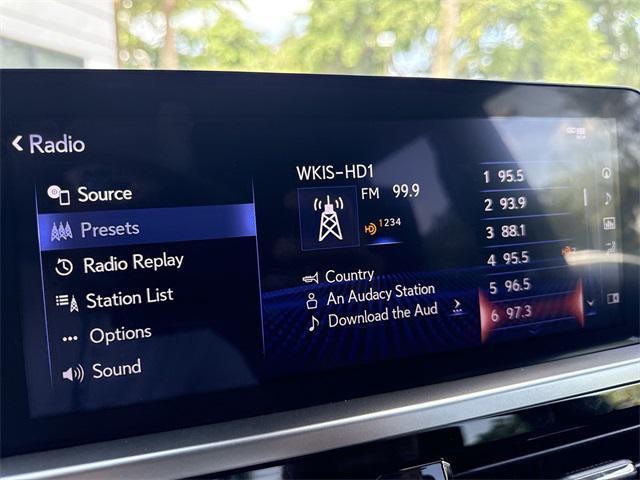 Radio
Source
Presets
Radio Replay
Station List
Options
Sound
WKIS-HD1
FM 99.9
HD 1234
Country
An Audacy Station
Download the Aud
1 95.5
2 93.9
3 88.1
4 95.5
5 96.5
6 97.3